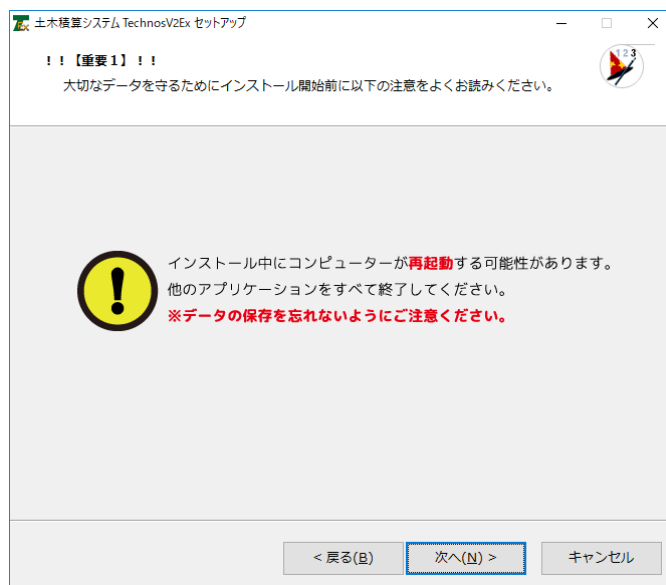 土木積算システム TechnosV2Ex セットアップ
！！【重要１】！！
大切なデータを守るためにインストール開始前に以下の注意をよくお読みください。
123
インストール中にコンピューターが再起動する可能性があります。
他のアプリケーションをすべて終了してください。
※データの保存を忘れないようにご注意ください。
< 戻る(B)
次へ(N) >
キャンセル